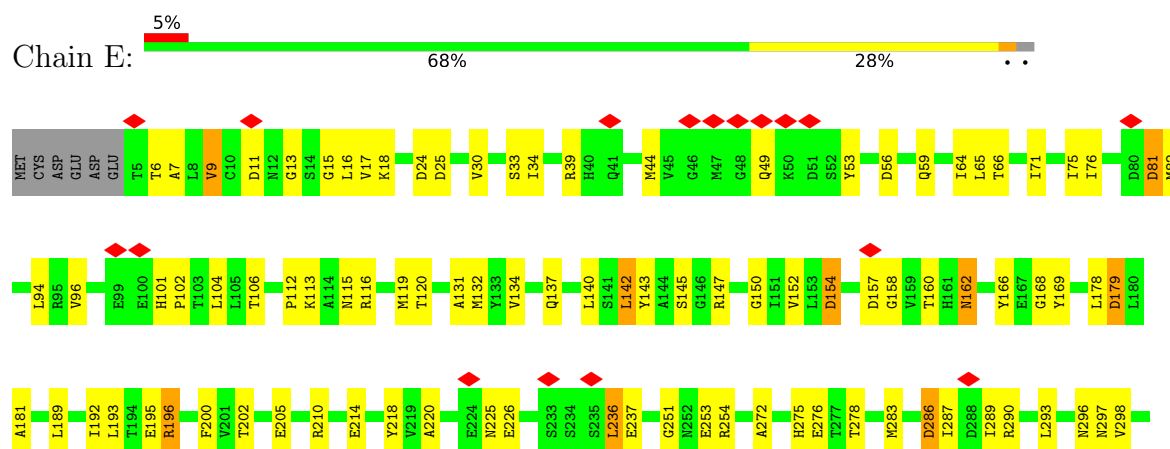 5%
Chain E:
68% 28% • •
MET CYS ASP GLU ASP GLU T5 T6 A7 L8 V9 C10 D11 N12 G13 S14 G15 L16 V17 K18 D24 D25 V30 S33 I34 R39 H40 Q41 M44 V45 G46 M47 G48 Q49 K50 D51 S52 Y53 D56 Q59 I64 L65 T66 I71 I75 I76 D80 D81
L94 R95 V96 E99 E100 H101 P102 T103 L104 L105 T106 P112 K113 A114 N115 R116 M119 T120 A131 M132 Y133 V134 Q137 L140 S141 L142 Y143 A144 S145 G146 R147 G150 I151 V152 L153 D154 D157 G158 V159 T160 H161 N162 Y166 E167 G168 Y169 L178 D179 L180
A181 L189 I192 L193 T194 E195 R196 F200 V201 T202 E205 R210 E214 Y218 V219 A220 E224 N225 E226 S233 S234 S235 L236 E237 G251 N252 E253 R254 A272 H275 E276 T277 T278 M283 D286 I287 D288 I289 R290 L293 N296 N297 V298